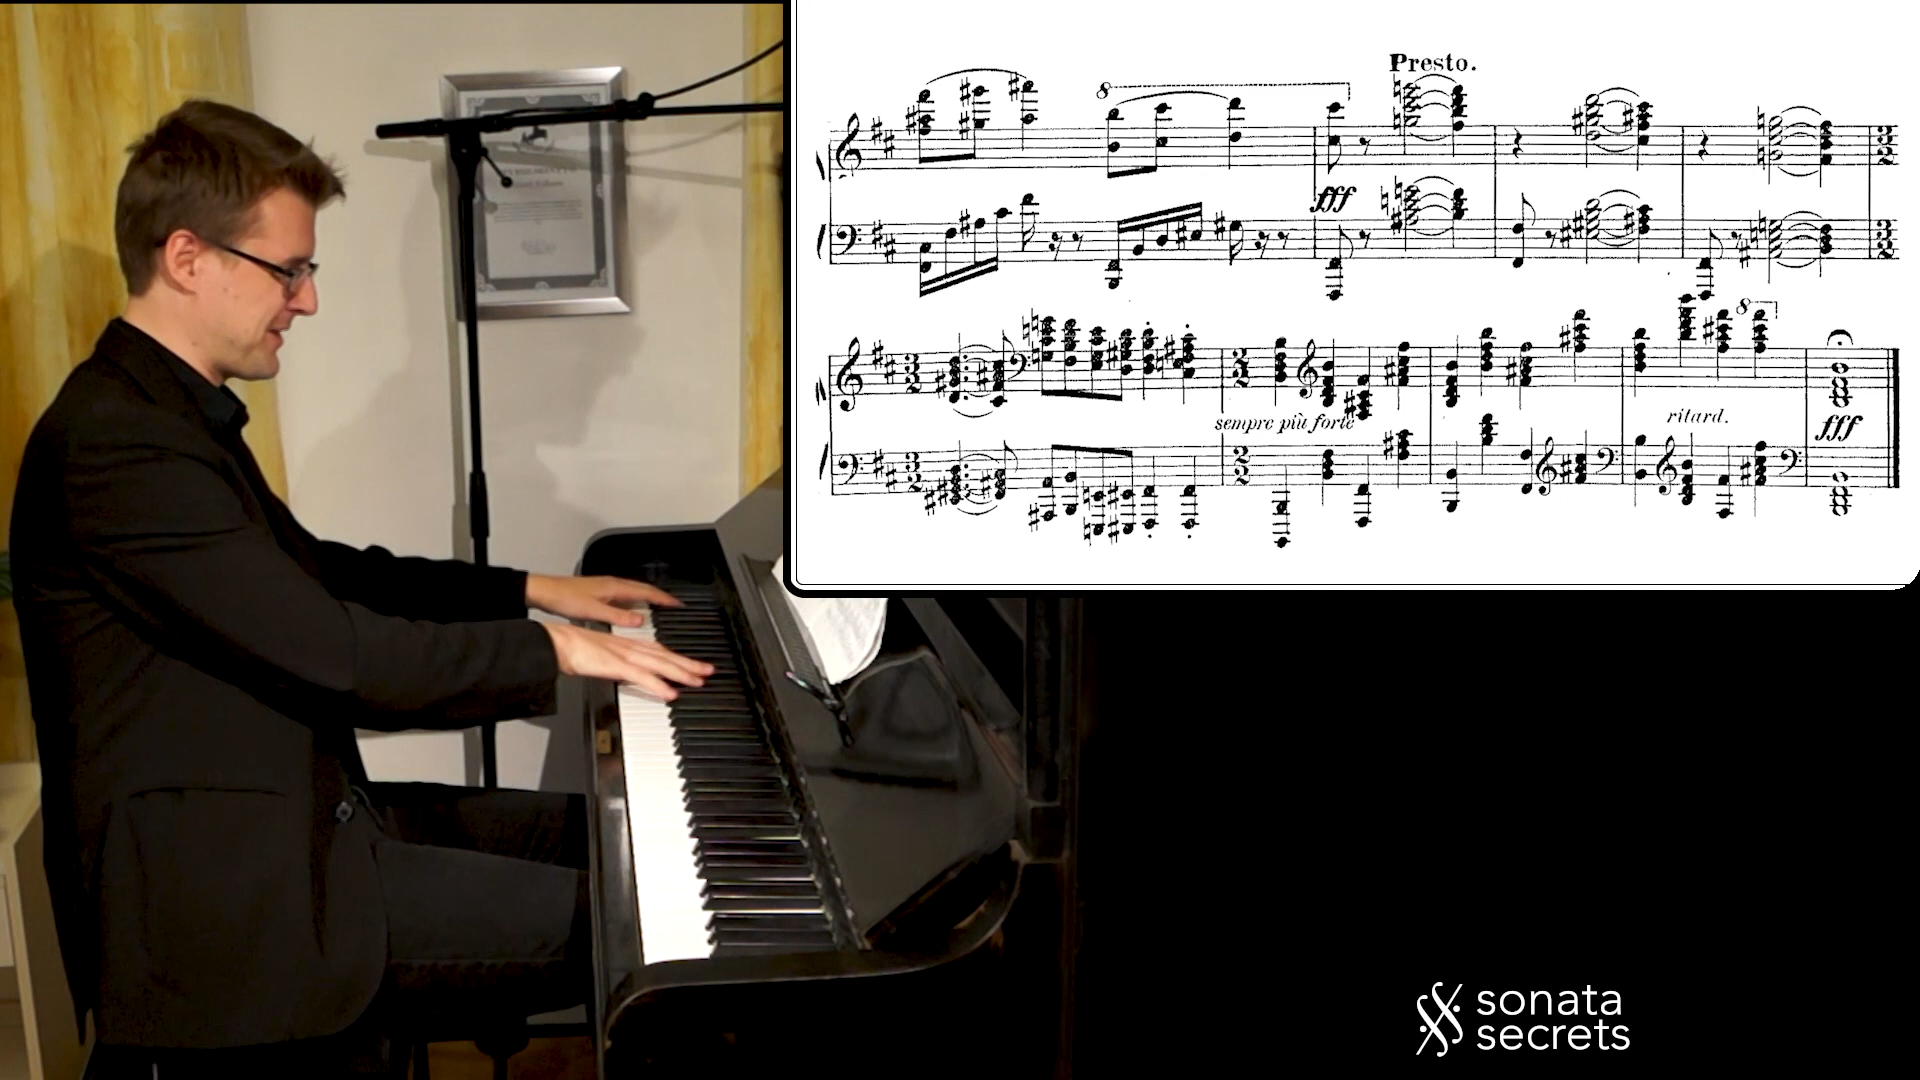 Presto.
8
fff
8
sempre più forte
ritard.
fff
sonata
secrets